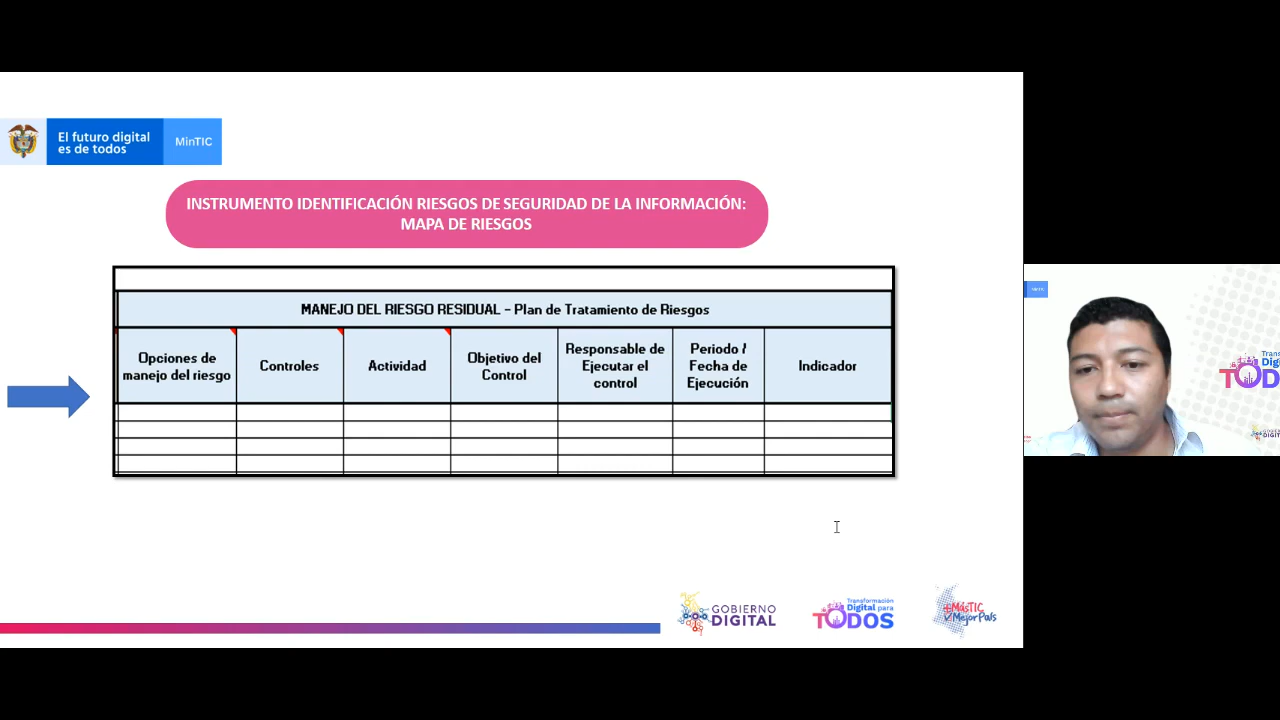 El futuro digital
es de todos
MinTIC
INSTRUMENTO IDENTIFICACIÓN RIESGOS DE SEGURIDAD DE LA INFORMACIÓN:
MAPA DE RIESGOS
MANEJO DEL RIESGO RESIDUAL - Plan de Tratamiento de Riesgos
Opciones de
manejo del riesgo
Controles
Actividad
Objetivo del
Control
Responsable de
Ejecutar el
control
Periodo /
Fecha de
Ejecución
Indicador
GOBIERNO
DIGITAL
Transformación
Digital para
TODOS
+MásTIC
MejorPaís